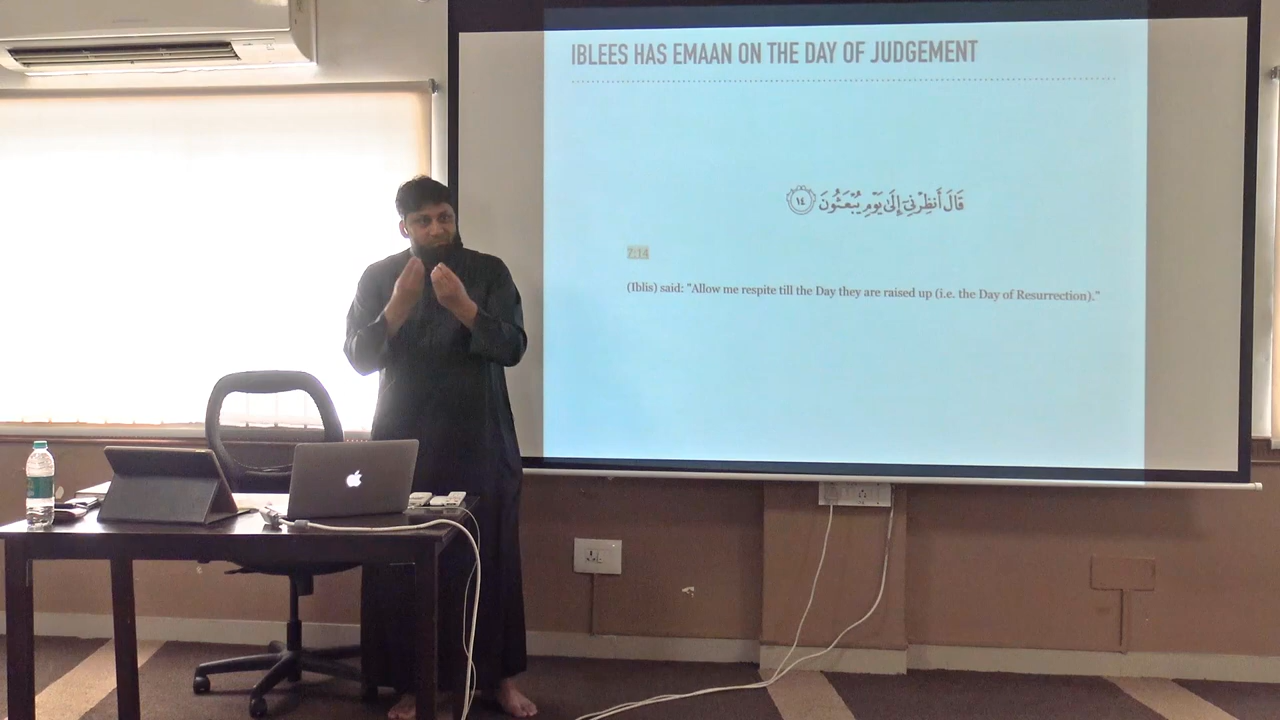 IBLEES HAS EMAAN ON THE DAY OF JUDGEMENT
قَالَ أَنظِرْنِىٓ إِلَىٰ يَوْمِ يُبْعَثُونَ ١٤
7:14
(Iblis) said: "Allow me respite till the Day they are raised up (i.e. the Day of Resurrection)."